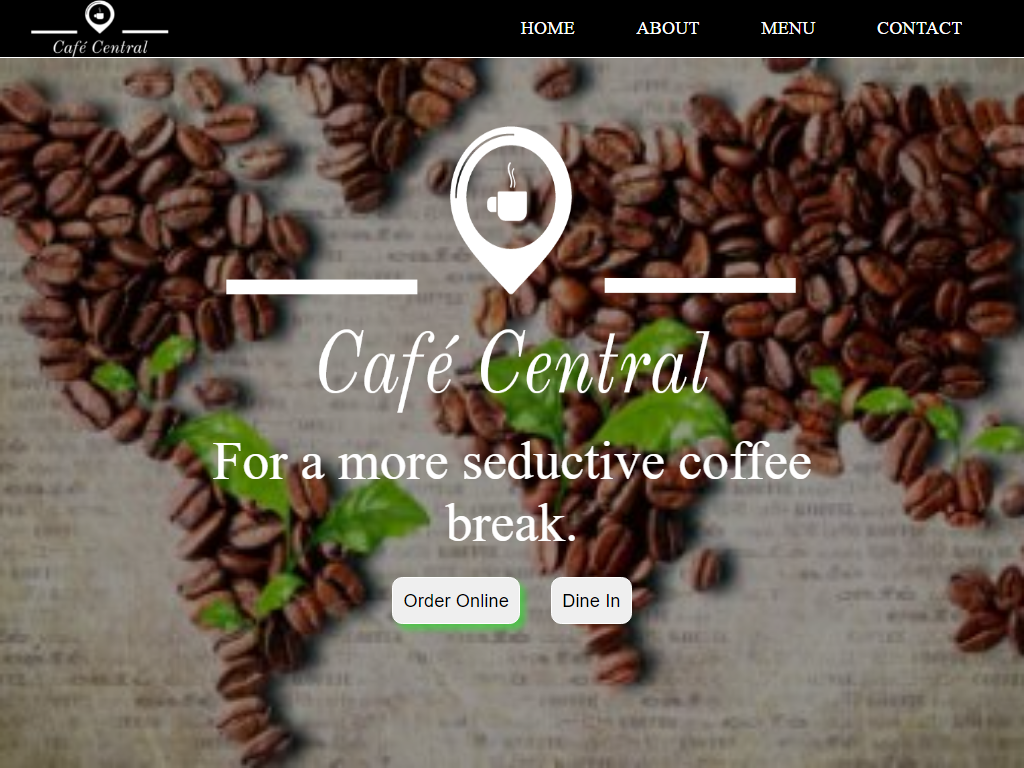 Café Central
HOME
ABOUT
MENU
CONTACT
Café Central
For a more seductive coffee
break.
Order Online
Dine In